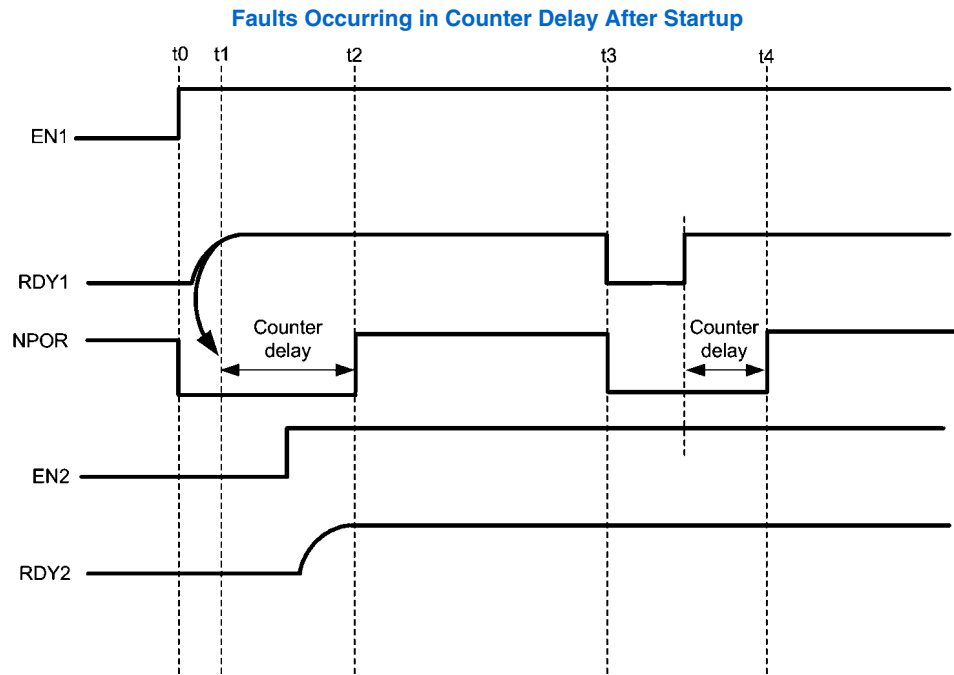 Faults Occurring in Counter Delay After Startup
t0 t1 t2 t3 t4
EN1
RDY1
NPOR
Counter
delay
Counter
delay
EN2
RDY2